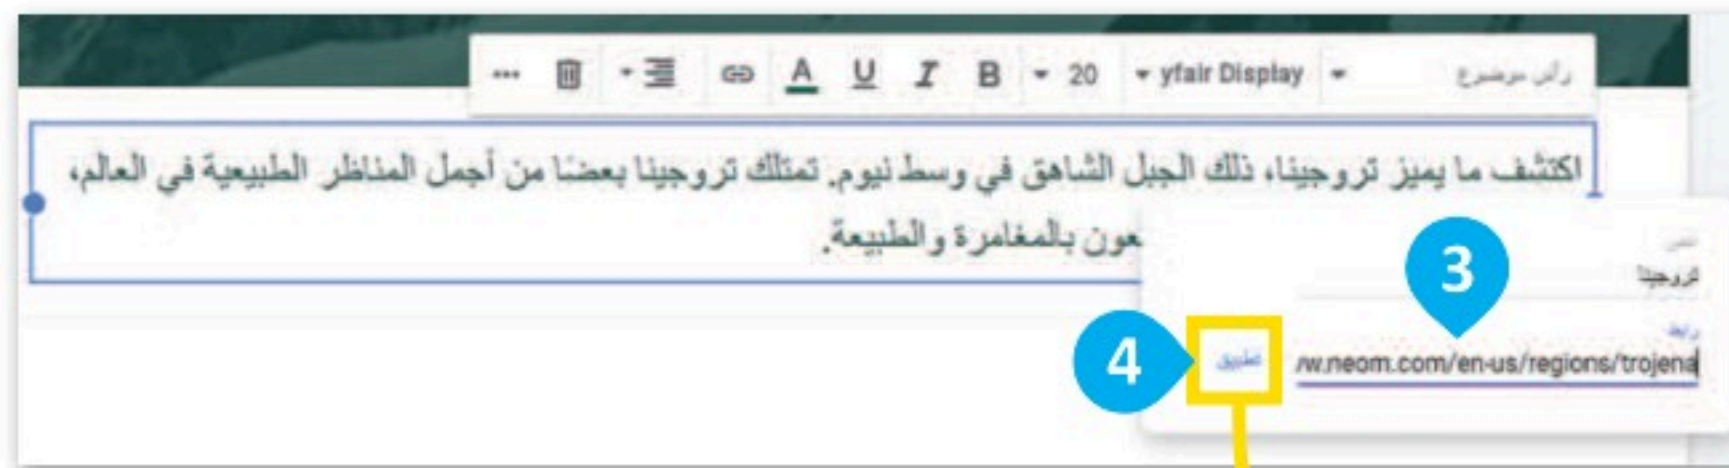 رأس موضوع
yfair Display
20
B I U A
اكتشف ما يميز تروجينا، ذلك الجبل الشاهق في وسط نيوم. تمتلك تروجينا بعضًا من أجمل المناظر الطبيعية في العالم،
عون بالمغامرة والطبيعة.
نص
تروجينا
3
رابط
/w.neom.com/en-us/regions/trojena
تطبيق
4